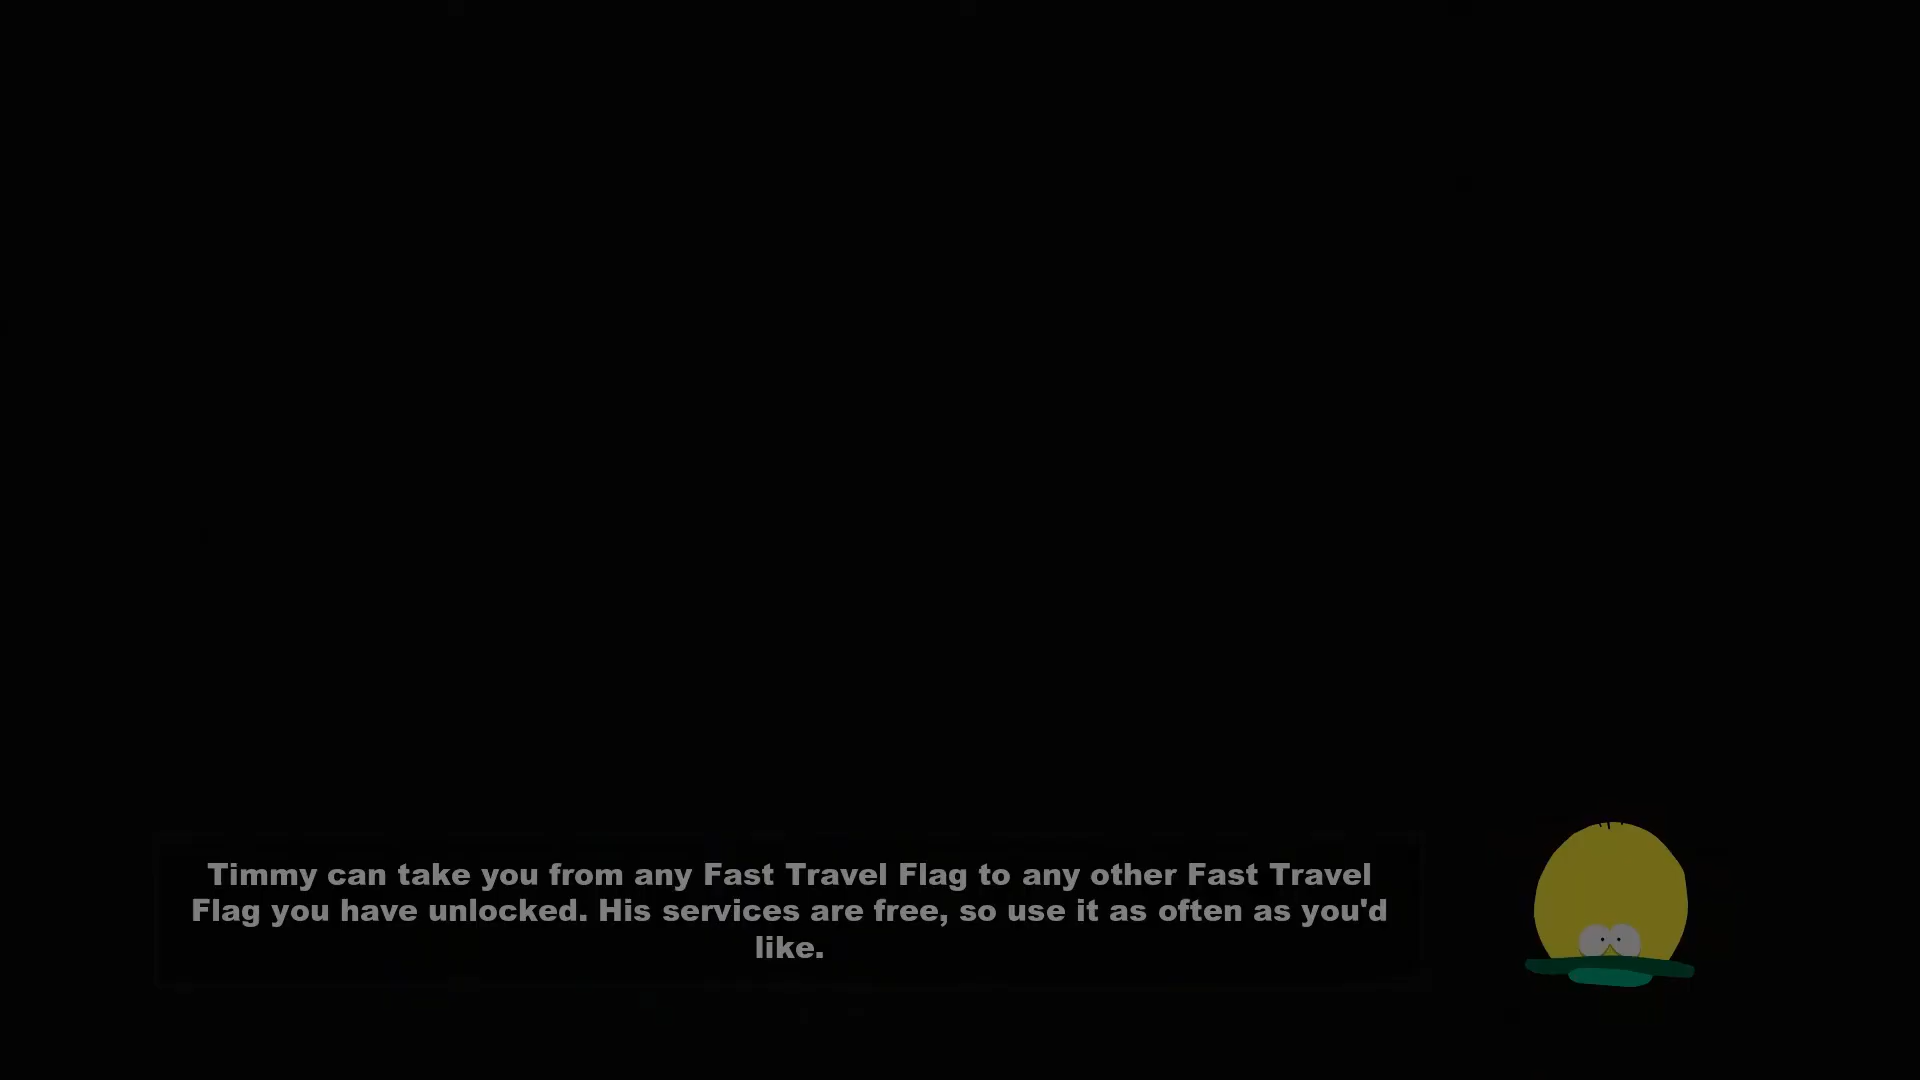 Timmy can take you from any Fast Travel Flag to any other Fast Travel
Flag you have unlocked. His services are free, so use it as often as you'd
like.